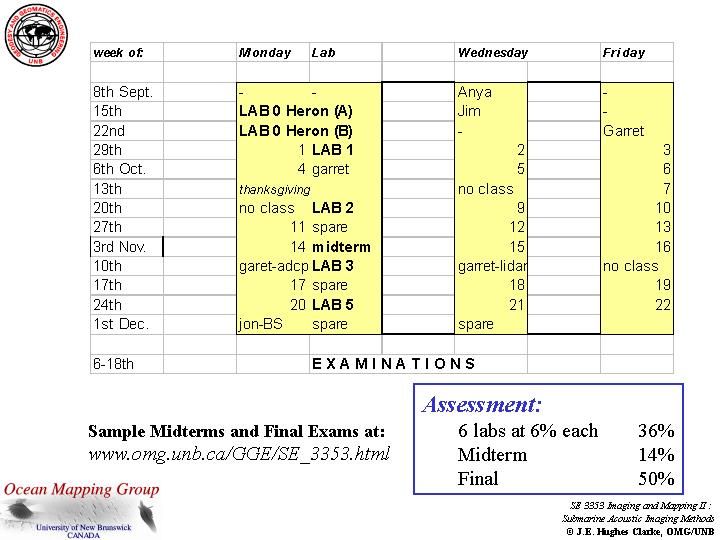 GEODESY AND GEOMATICS ENGINEERING
UNB
week of: Monday Lab Wednesday Friday
8th Sept. - - Anya -
15th LAB 0 Heron (A) Jim -
22nd LAB 0 Heron (B) - Garret
29th 1 LAB 1 2 3
6th Oct. 4 garret 5 6
13th thanksgiving no class 7
20th no class LAB 2 9 10
27th 11 spare 12 13
3rd Nov. 14 midterm 15 16
10th garet-adcp LAB 3 garret-lidar no class
17th 17 spare 18 19
24th 20 LAB 5 21 22
1st Dec. jon-BS spare spare
6-18th E X A M I N A T I O N S
Assessment:
6 labs at 6% each 36%
Midterm 14%
Final 50%
Sample Midterms and Final Exams at:
www.omg.unb.ca/GGE/SE_3353.html
Ocean Mapping Group
University of New Brunswick
CANADA
SE 3353 Imaging and Mapping II :
Submarine Acoustic Imaging Methods
© J.E. Hughes Clarke, OMG/UNB